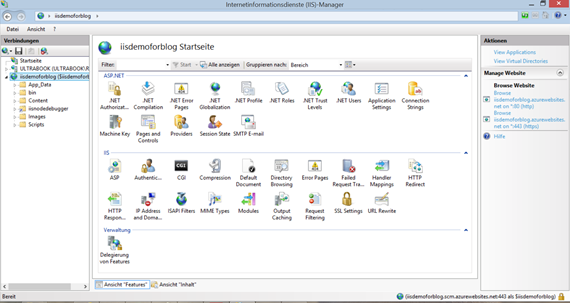 Internetinformationsdienste (IIS)-Manager
iisdemoforblog
Datei Ansicht ?
Verbindungen
Startseite
ULTRABOOK (ULTRABOOK\R
iisdemoforblog ($iisdemofor
App_Data
bin
Content
iisnodedebugger
Images
Scripts
iisdemoforblog Startseite
Filter: Start Alle anzeigen Gruppieren nach: Bereich
ASP.NET
.NET Authorizat...
.NET Compilation
.NET Error Pages
.NET Globalization
.NET Profile
.NET Roles
.NET Trust Levels
.NET Users
Application Settings
Connection Strings
Machine Key
Pages and Controls
Providers
Session State
SMTP E-mail
IIS
ASP
Authentic...
CGI
Compression
Default Document
Directory Browsing
Error Pages
Failed Request Tra...
Handler Mappings
HTTP Redirect
HTTP Respon...
IP Address and Doma...
ISAPI Filters
MIME Types
Modules
Output Caching
Request Filtering
SSL Settings
URL Rewrite
Verwaltung
Delegierung von Features
Ansicht "Features" Ansicht "Inhalt"
Aktionen
View Applications
View Virtual Directories
Manage Website
Browse Website
Browse
iisdemoforblog.azurewebsites.
net on *:80 (http)
Browse
iisdemoforblog.azurewebsites.
net on *:443 (https)
Hilfe
Bereit
iisdemoforblog.scm.azurewebsites.net:443 als $iisdemoforblog)